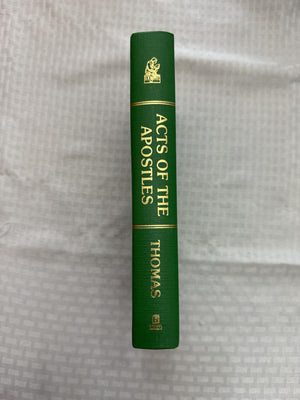 ACTS OF THE
APOSTLES
THOMAS